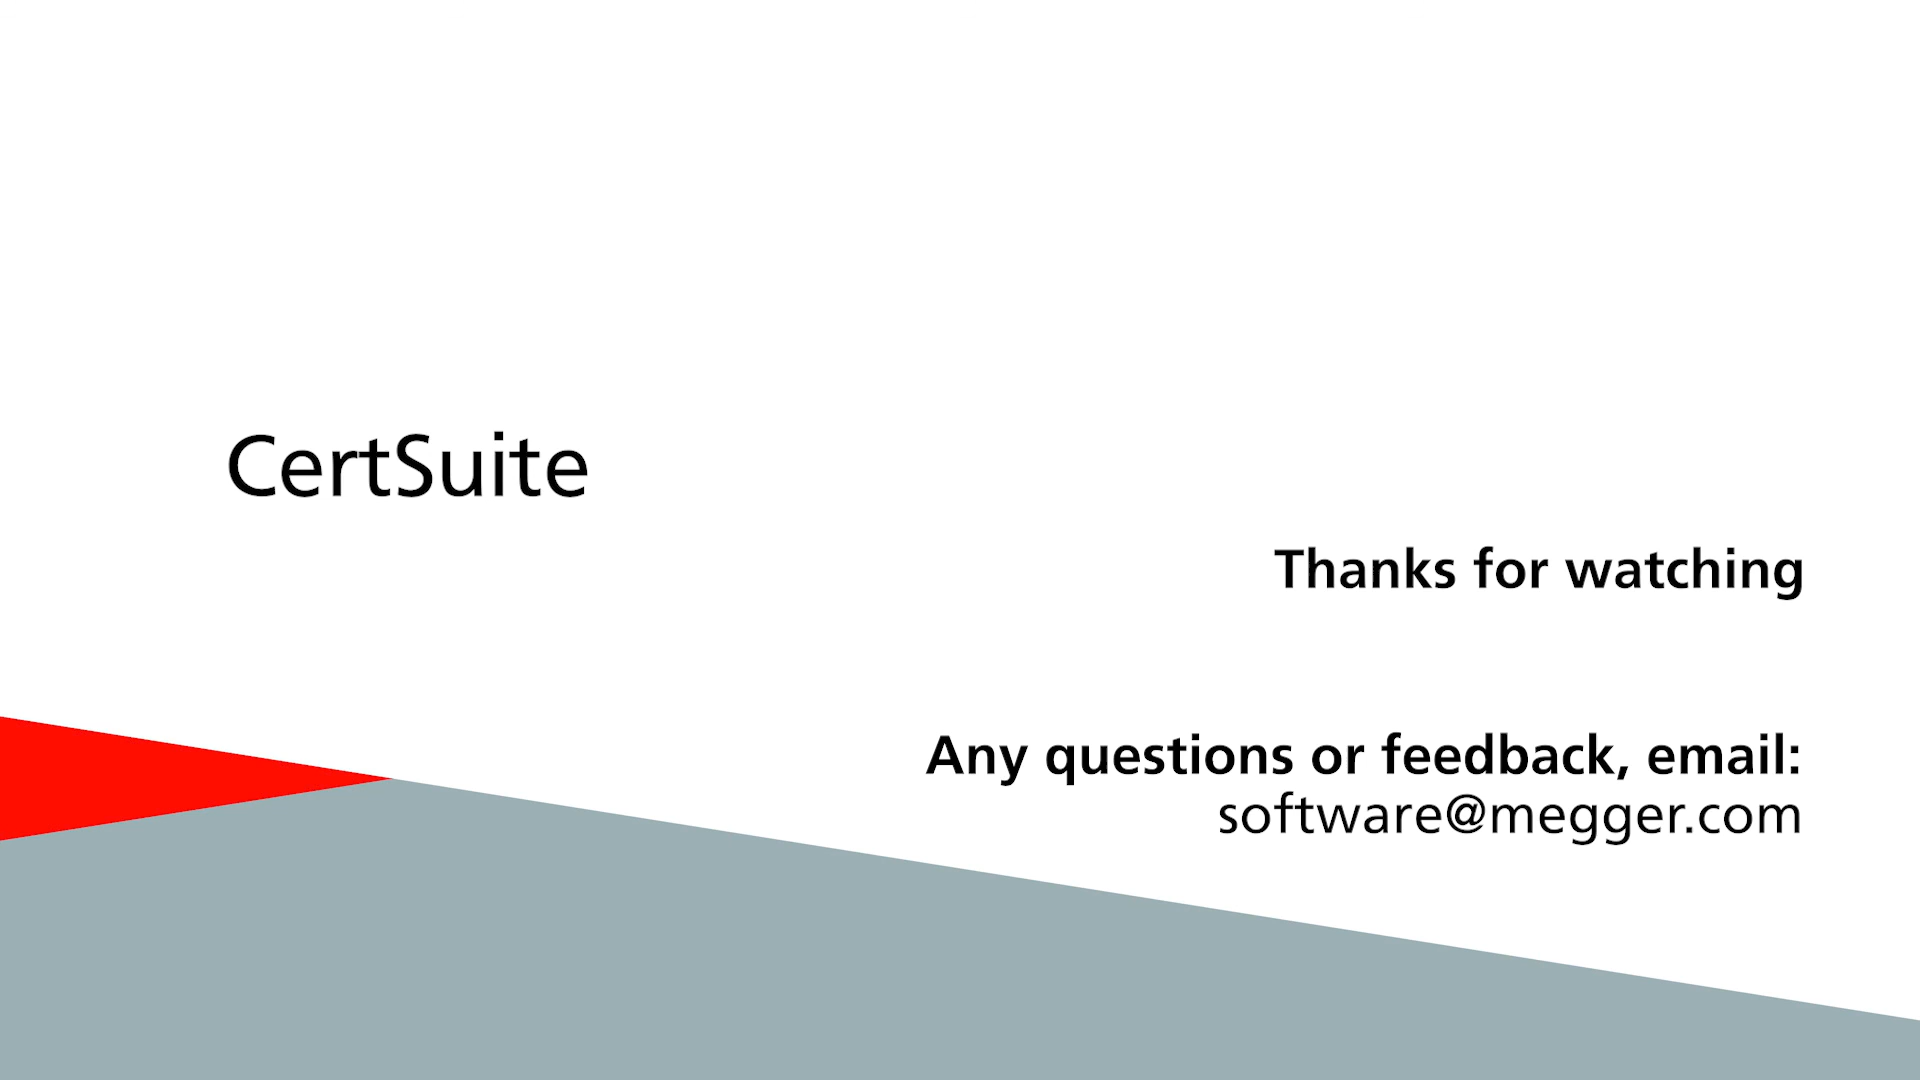 CertSuite
Thanks for watching
Any questions or feedback, email:
software@megger.com